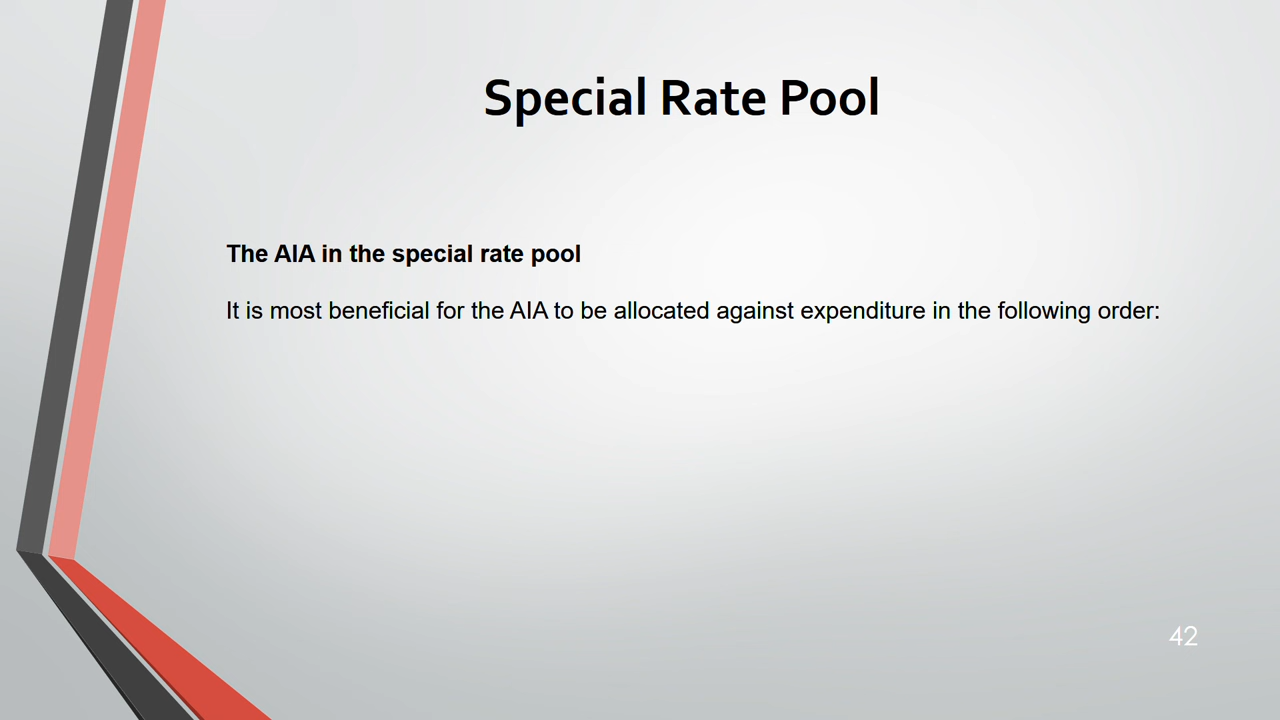 Special Rate Pool
The AIA in the special rate pool
It is most beneficial for the AIA to be allocated against expenditure in the following order:
42